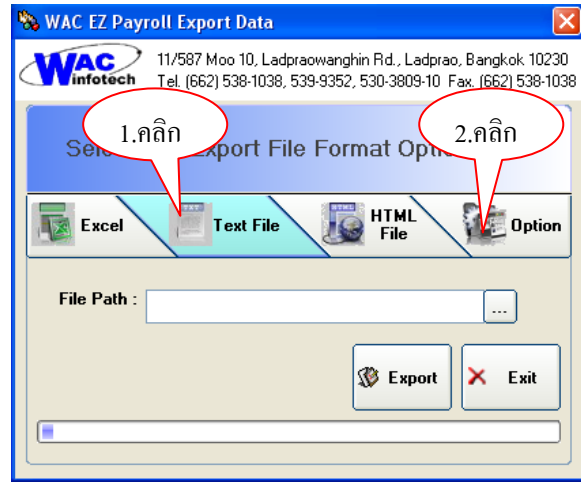 WAC EZ Payroll Export Data
WAC
infotech
11/587 Moo 10, Ladpraowanghin Rd., Ladprao, Bangkok 10230
Tel. (662) 538-1038, 539-9352, 530-3809-10 Fax. (662) 538-1038
1.คลิก
2.คลิก
Export File Format
Excel
Text File
HTML
File
Option
File Path :
...
Export
Exit